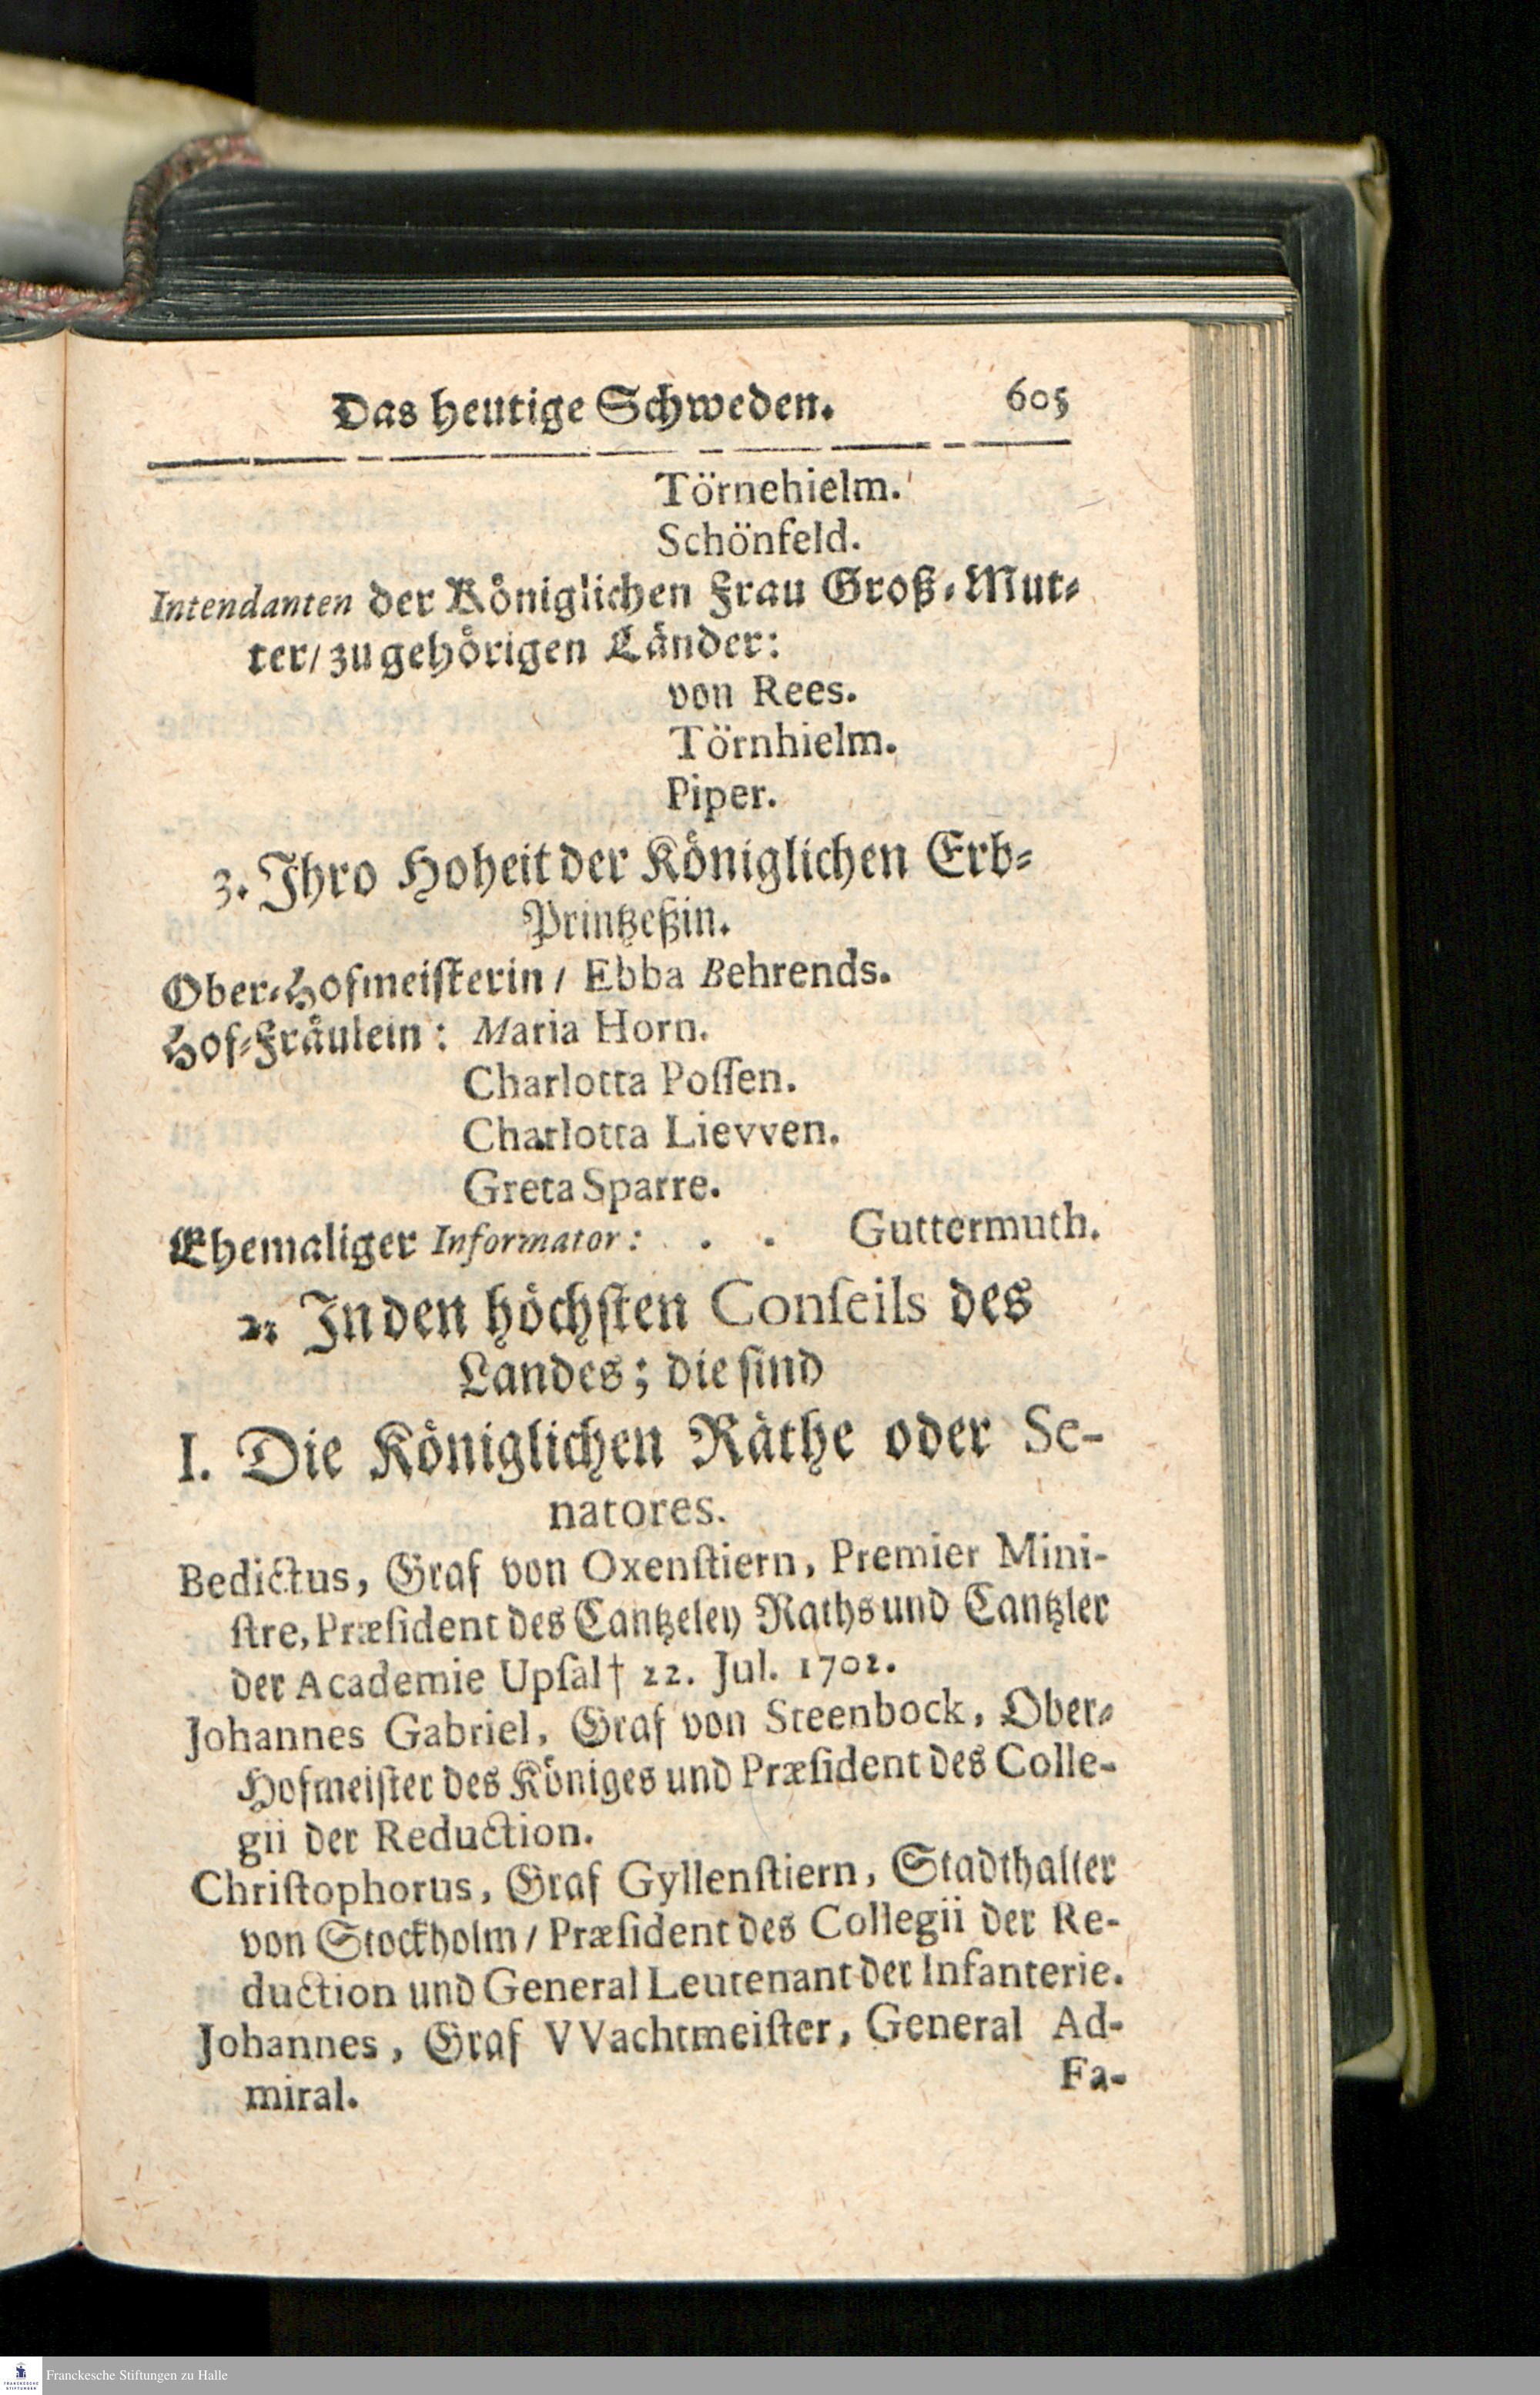 Das heutige Schweden. 605
Törnehielm.
Schönfeld.
Intendanten der Königlichen Frau Groß-Mut-
ter/ zugehörigen Länder:
von Rees.
Törnhielm.
Piper.
3. Ihro Hoheit der Königlichen Erb-
Printzeßin.
Ober-Hofmeisterin / Ebba Behrends.
Hof-Fräulein: Maria Horn.
Charlotta Possen.
Charlotta Lievven.
Greta Sparre.
Ehemaliger Informator: . . Guttermuth.
2. In den höchsten Conseils des
Landes; die sind
I. Die Königlichen Räthe oder Se-
natores.
Bedictus, Graf von Oxenstiern, Premier Mini-
stre, Præsident des Cantzeley Raths und Cantzler
der Academie Upsal † 22. Jul. 1702.
Johannes Gabriel, Graf von Steenbock, Ober-
Hofmeister des Königes und Præsident des Colle-
gii der Reduction.
Christophorus, Graf Gyllenstiern, Stadthalter
von Stockholm / Præsident des Collegii der Re-
duction und General Leutenant der Infanterie.
Johannes, Graf VVachtmeister, General Ad-
miral.
Fa-
Franckesche Stiftungen zu Halle
FRANCKESCHE
STIFTUNGEN